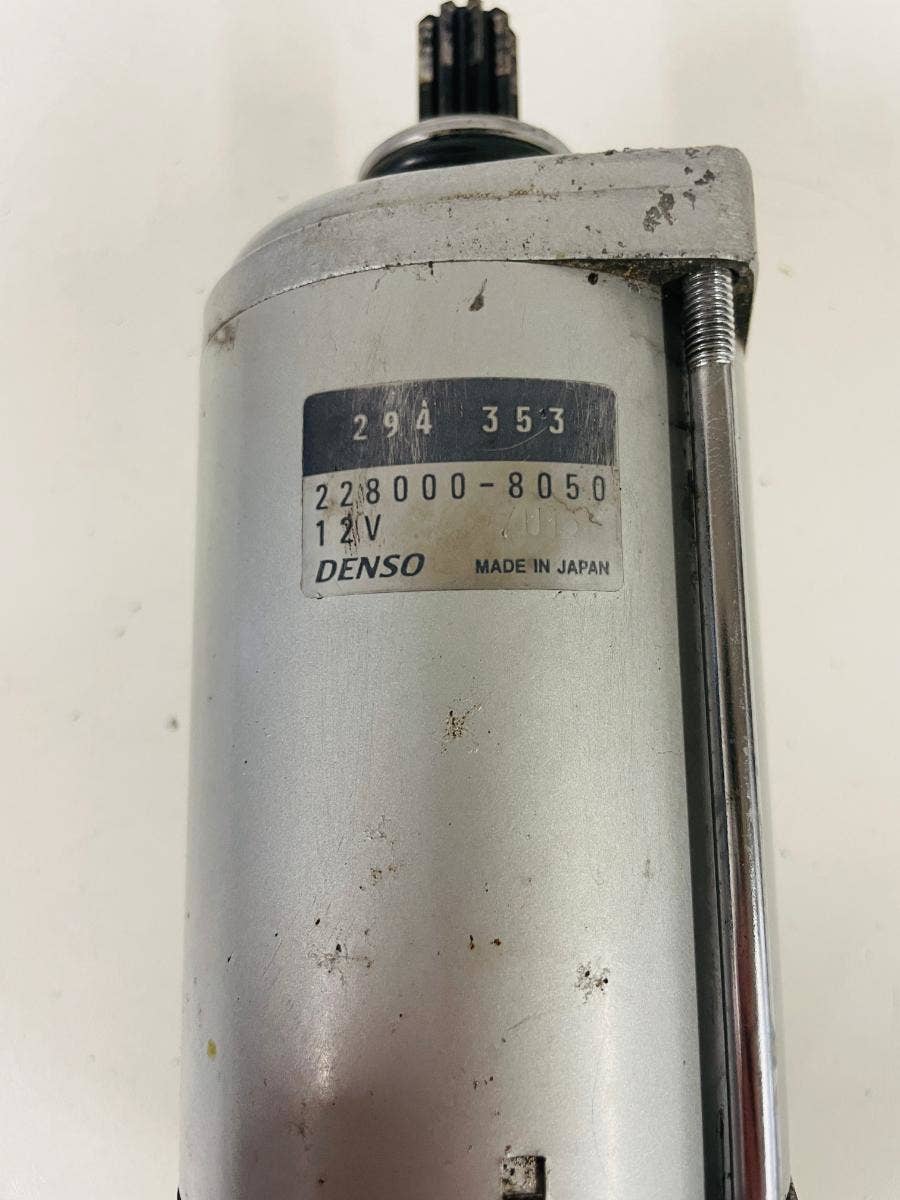 294 353
228000-8050
12V
DENSO MADE IN JAPAN